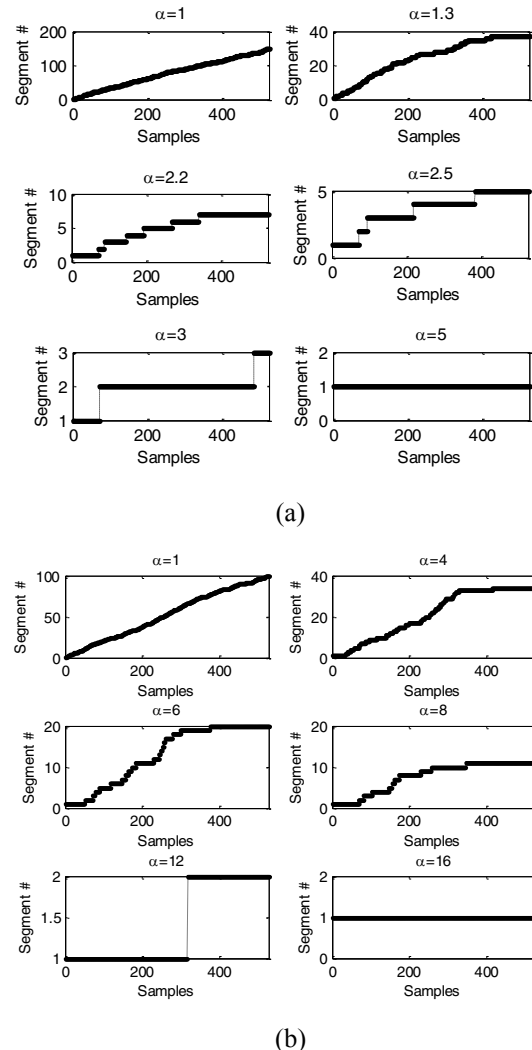 α=1
200
100
0
0 200 400
Segment #
Samples
α=1.3
40
20
0
0 200 400
Segment #
Samples
α=2.2
10
5
0
0 200 400
Segment #
Samples
α=2.5
5
0
0 200 400
Segment #
Samples
α=3
3
2
1
0 200 400
Segment #
Samples
α=5
2
1
0
0 200 400
Segment #
Samples
(a)
α=1
100
50
0
0 200 400
Segment #
Samples
α=4
40
20
0
0 200 400
Segment #
Samples
α=6
20
10
0
0 200 400
Segment #
Samples
α=8
20
10
0
0 200 400
Segment #
Samples
α=12
2
1.5
1
0 200 400
Segment #
Samples
α=16
2
1
0
0 200 400
Segment #
Samples
(b)